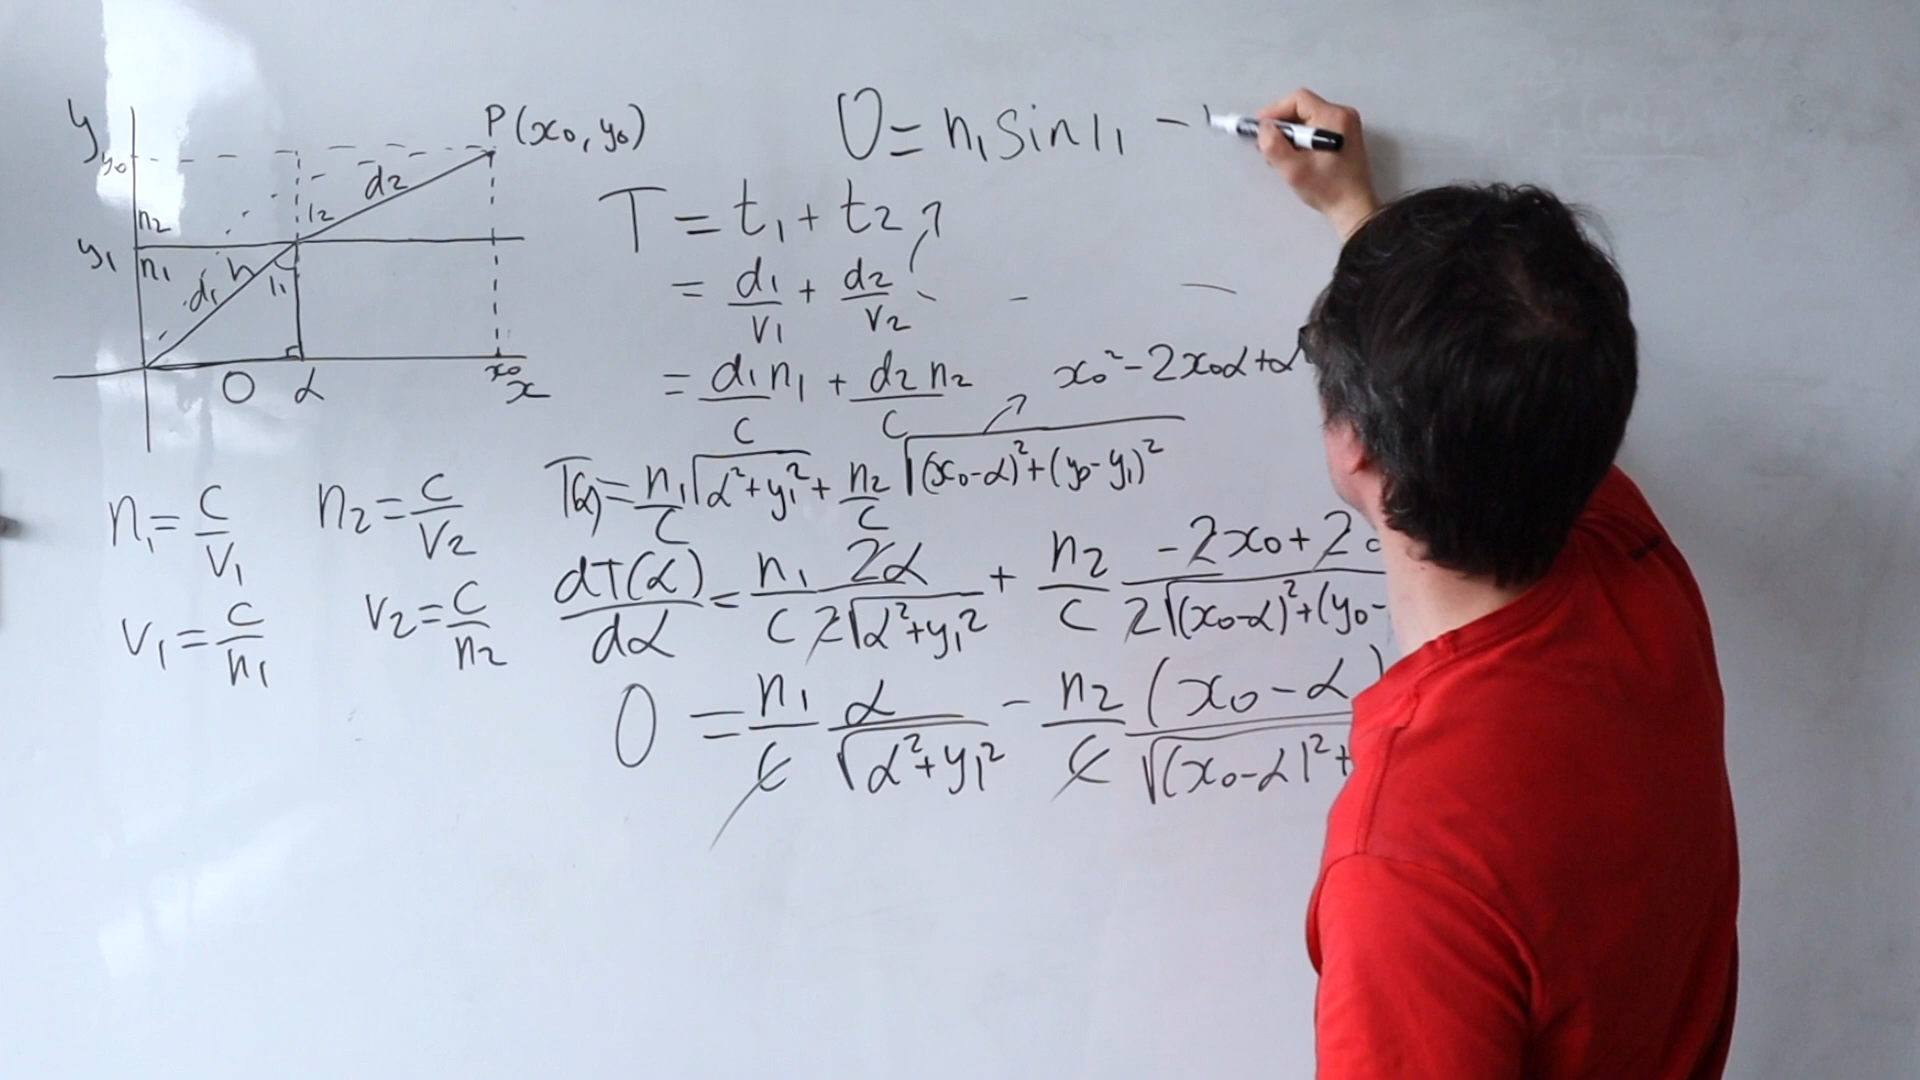 y
y₀
P(x₀, y₀)
d₂
n₂
i₂
y₁
n₁
d₁
h
i₁
O
α
x₀
x
n₁ = c/v₁
n₂ = c/v₂
v₁ = c/n₁
v₂ = c/n₂
0 = n₁ sin i₁ -
T = t₁ + t₂
= d₁/v₁ + d₂/v₂
= d₁n₁/c + d₂n₂/c
x₀² - 2x₀α + α
T(α) = n₁/c √(α² + y₁²) + n₂/c √((x₀-α)² + (y₀-y₁)²)
dT(α)/dα = n₁/c 2α/2√(α² + y₁²) + n₂/c -2x₀ + 2α/2√((x₀-α)² + (y₀-
0 = n₁/c α/√(α² + y₁²) - n₂/c (x₀ - α)/√((x₀-α)² +